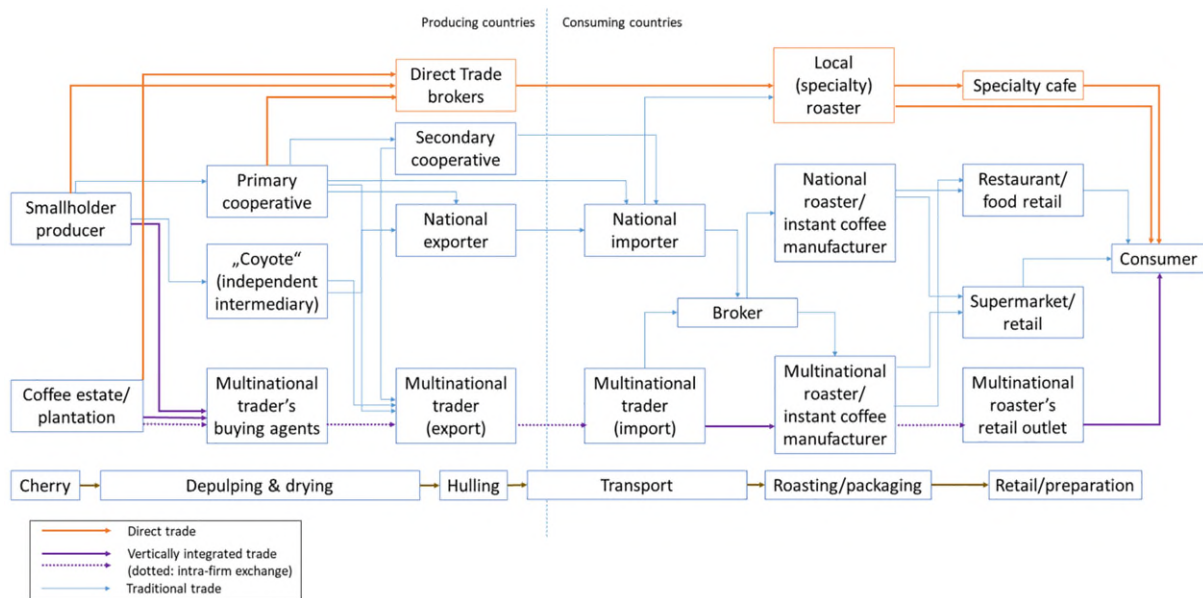 Producing countries
Consuming countries
Direct Trade
brokers
Local
(specialty)
roaster
Specialty cafe
Secondary
cooperative
Smallholder
producer
Primary
cooperative
National
exporter
National
importer
National
roaster/
instant coffee
manufacturer
Restaurant/
food retail
Consumer
„Coyote“
(independent
intermediary)
Broker
Supermarket/
retail
Coffee estate/
plantation
Multinational
trader’s
buying agents
Multinational
trader
(export)
Multinational
trader
(import)
Multinational
roaster/
instant coffee
manufacturer
Multinational
roaster’s
retail outlet
Cherry
Depulping & drying
Hulling
Transport
Roasting/packaging
Retail/preparation
Direct trade
Vertically integrated trade
(dotted: intra-firm exchange)
Traditional trade